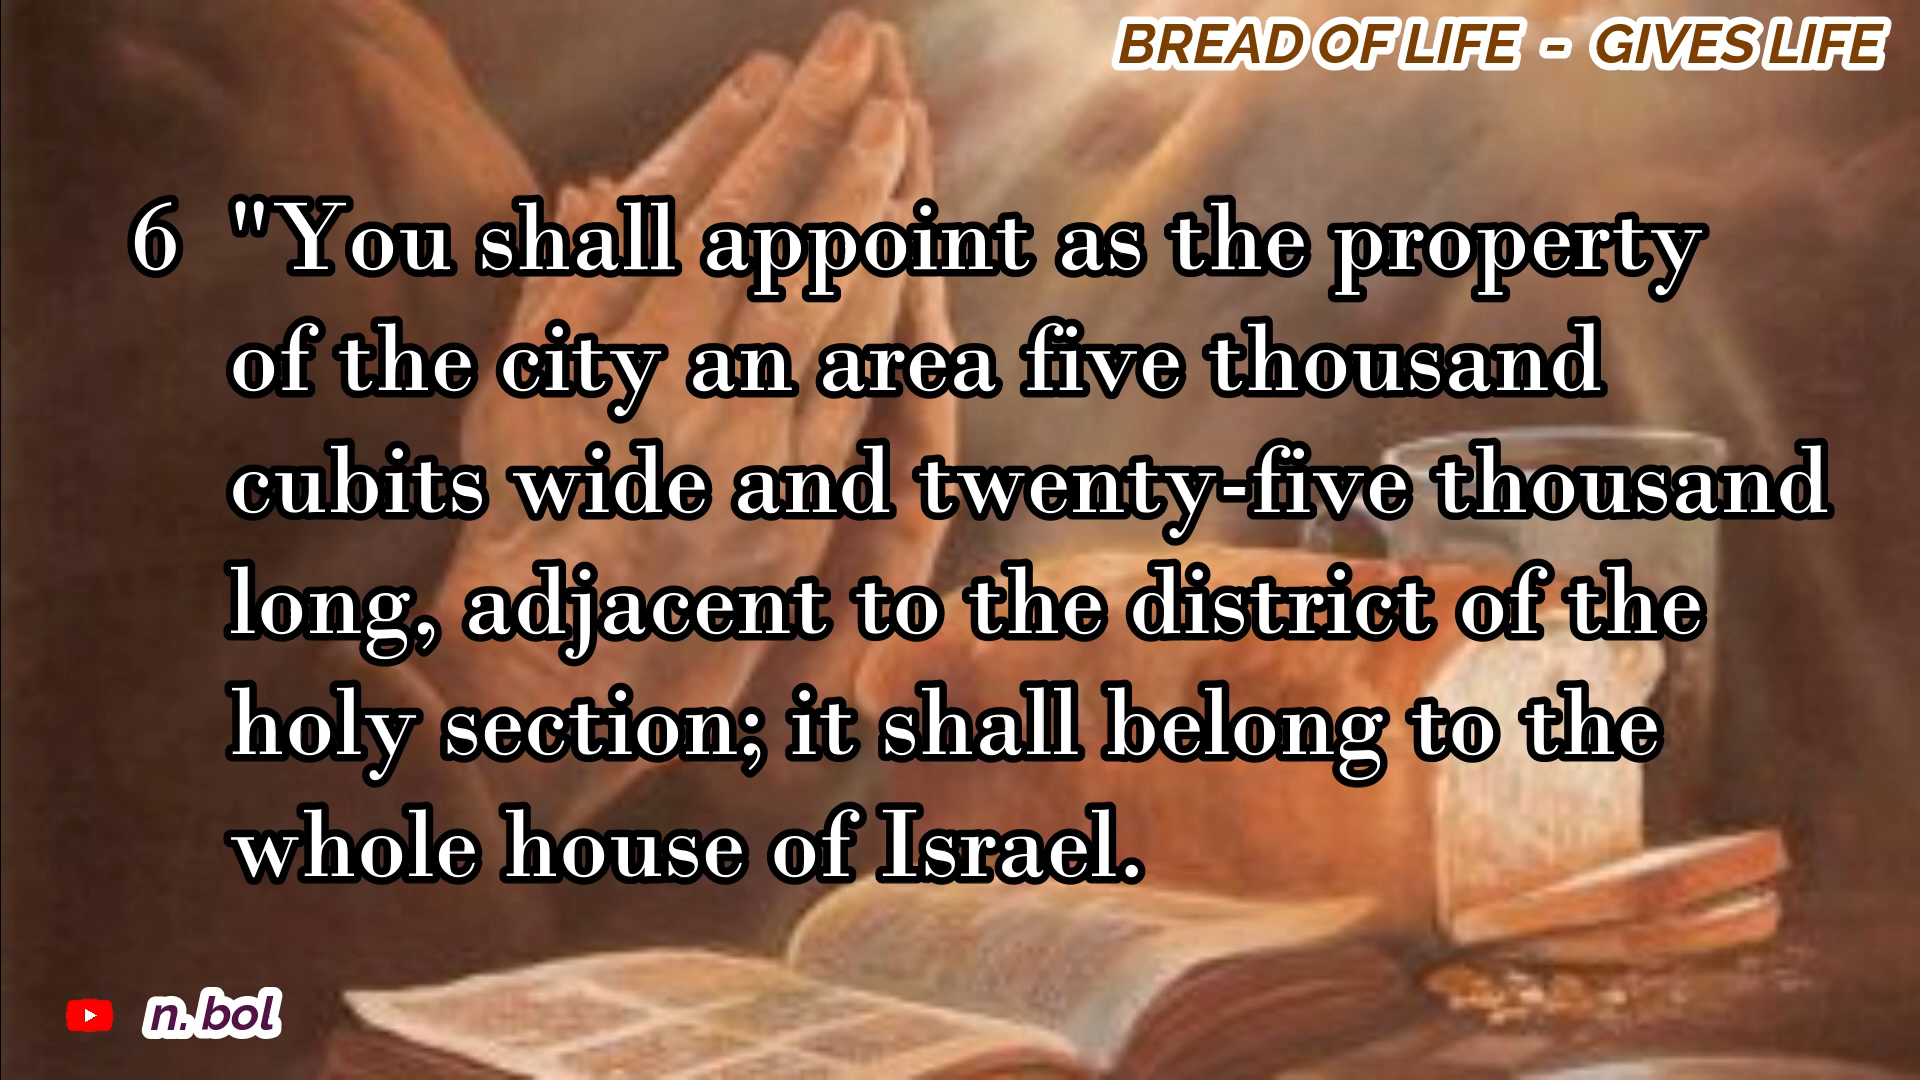 BREAD OF LIFE - GIVES LIFE
6 "You shall appoint as the property
of the city an area five thousand
cubits wide and twenty-five thousand
long, adjacent to the district of the
holy section; it shall belong to the
whole house of Israel.
n. bol